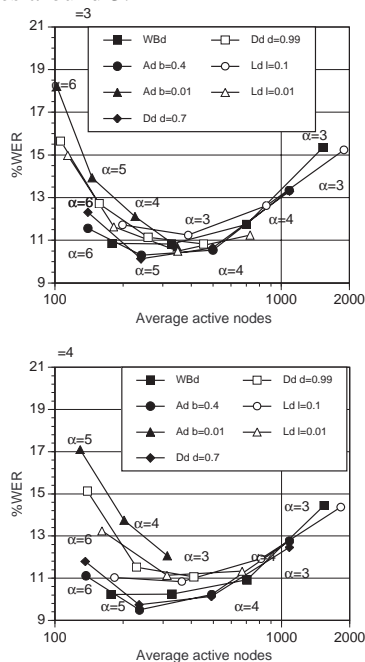 =3
21
19
17
15
13
11
9
%WER
WBd
Dd d=0.99
Ad b=0.4
Ld l=0.1
Ad b=0.01
Ld l=0.01
Dd d=0.7
α=6
α=5
α=4
α=3
α=3
α=3
α=4
α=6
α=6
α=5
α=4
100
1000
2000
Average active nodes
=4
21
19
17
15
13
11
9
%WER
WBd
Dd d=0.99
Ad b=0.4
Ld l=0.1
Ad b=0.01
Ld l=0.01
Dd d=0.7
α=5
α=4
α=3
α=3
α=6
α=3
α=6
α=5
α=4
100
1000
2000
Average active nodes